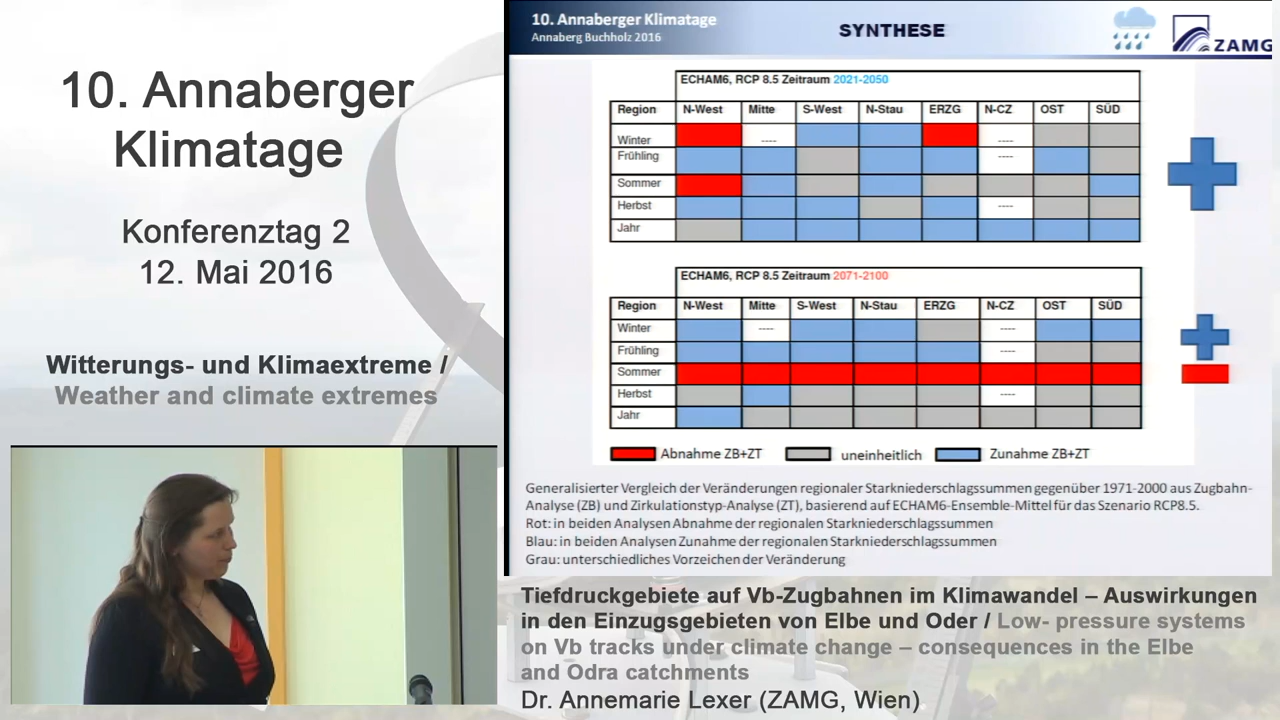 10. Annaberger
Klimatage
Konferenztag 2
12. Mai 2016
Witterungs- und Klimaextreme /
Weather and climate extremes
10. Annaberger Klimatage
Annaberg Buchholz 2016
SYNTHESE
ZAMG
ECHAM6, RCP 8.5 Zeitraum 2021-2050
Region N-West Mitte S-West N-Stau ERZG N-CZ OST SÜD
Winter ---- ----
Frühling ----
Sommer
Herbst ----
Jahr
ECHAM6, RCP 8.5 Zeitraum 2071-2100
Region N-West Mitte S-West N-Stau ERZG N-CZ OST SÜD
Winter ---- ----
Frühling ----
Sommer
Herbst ----
Jahr
Abnahme ZB+ZT uneinheitlich Zunahme ZB+ZT
Generalisierter Vergleich der Veränderungen regionaler Starkniederschlagssummen gegenüber 1971-2000 aus Zugbahn-
Analyse (ZB) und Zirkulationstyp-Analyse (ZT), basierend auf ECHAM6-Ensemble-Mittel für das Szenario RCP8.5.
Rot: in beiden Analysen Abnahme der regionalen Starkniederschlagssummen
Blau: in beiden Analysen Zunahme der regionalen Starkniederschlagssummen
Grau: unterschiedliches Vorzeichen der Veränderung
Tiefdruckgebiete auf Vb-Zugbahnen im Klimawandel – Auswirkungen
in den Einzugsgebieten von Elbe und Oder / Low- pressure systems
on Vb tracks under climate change – consequences in the Elbe
and Odra catchments
Dr. Annemarie Lexer (ZAMG, Wien)